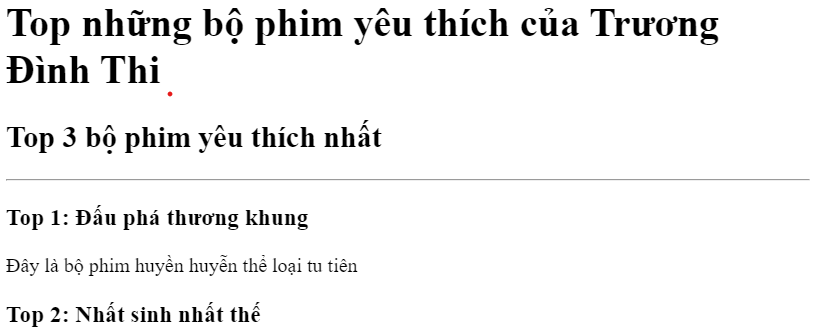 Top những bộ phim yêu thích của Trương
Đình Thi
Top 3 bộ phim yêu thích nhất
Top 1: Đấu phá thương khung
Đây là bộ phim huyền huyễn thể loại tu tiên
Top 2: Nhất sinh nhất thế